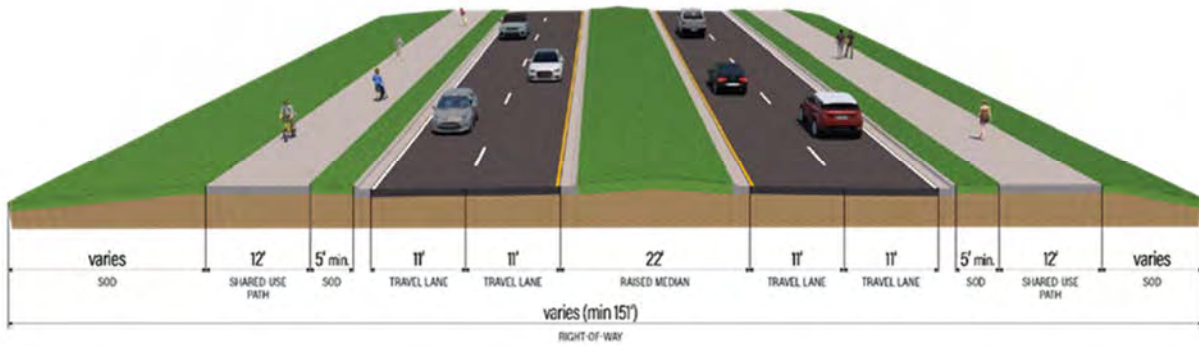 varies 12' 5' min. 11' 11' 22' 11' 11' 5' min. 12' varies
SOD SHARED USE PATH SOD TRAVEL LANE TRAVEL LANE RAISED MEDIAN TRAVEL LANE TRAVEL LANE SOD SHARED USE PATH SOD
varies (min 151')
RIGHT-OF-WAY